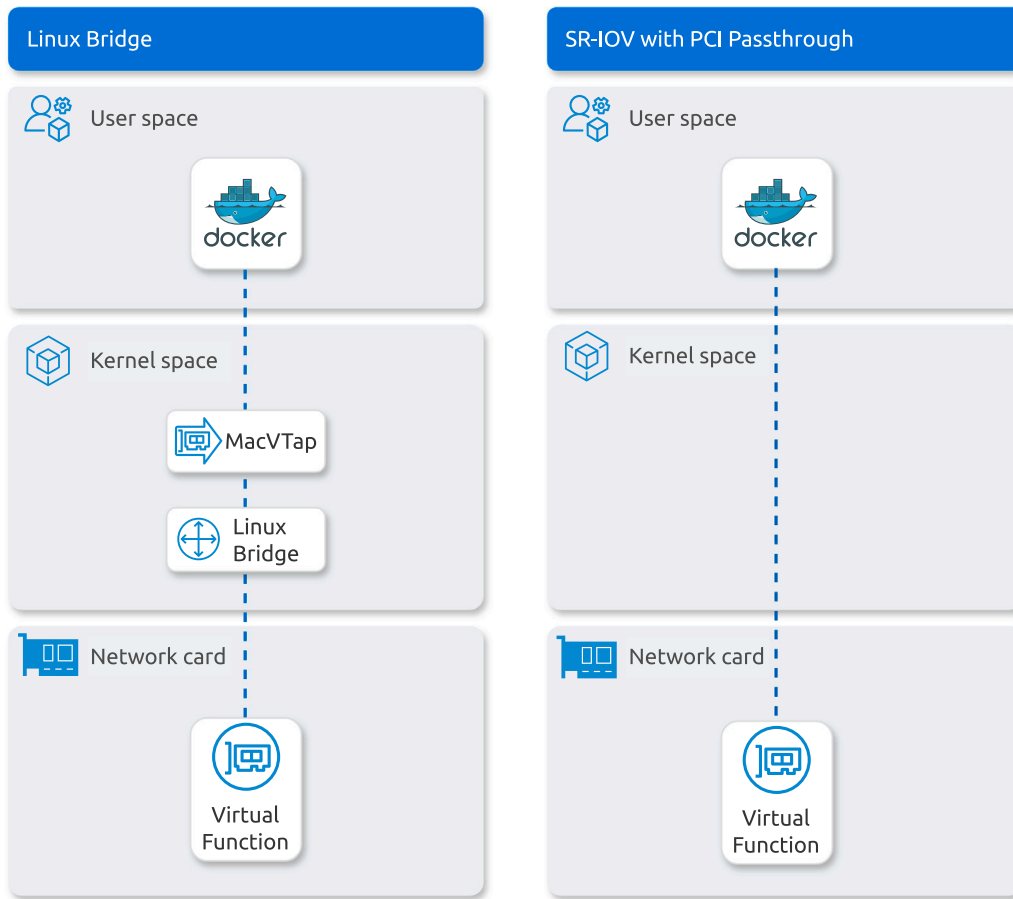 Linux Bridge
User space
docker
Kernel space
MacVTap
Linux
Bridge
Network card
Virtual
Function
SR-IOV with PCI Passthrough
User space
docker
Kernel space
Network card
Virtual
Function